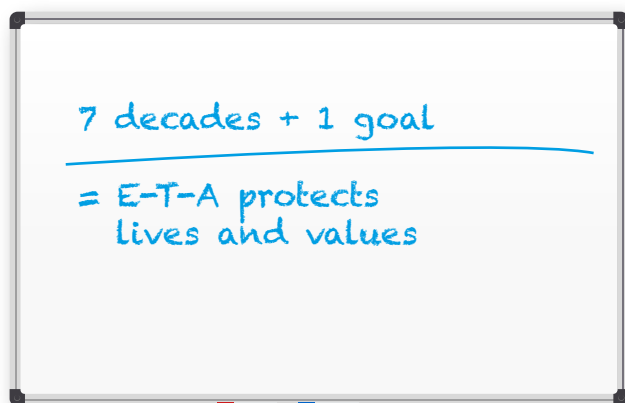 7 decades + 1 goal
= E-T-A protects
lives and values